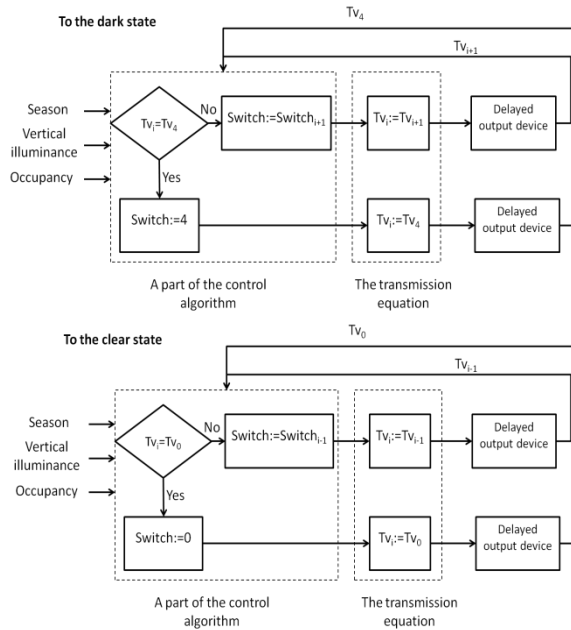 To the dark state
Tv4
Tvi+1
Season
Vertical
illuminance
Occupancy
Tvi=Tv4
No
Yes
Switch:=Switchi+1
Tvi:=Tvi+1
Delayed
output device
Switch:=4
Tvi:=Tv4
Delayed
output device
A part of the control
algorithm
The transmission
equation
To the clear state
Tv0
Tvi-1
Season
Vertical
illuminance
Occupancy
Tvi=Tv0
No
Yes
Switch:=Switchi-1
Tvi:=Tvi-1
Delayed
output device
Switch:=0
Tvi:=Tv0
Delayed
output device
A part of the control
algorithm
The transmission
equation